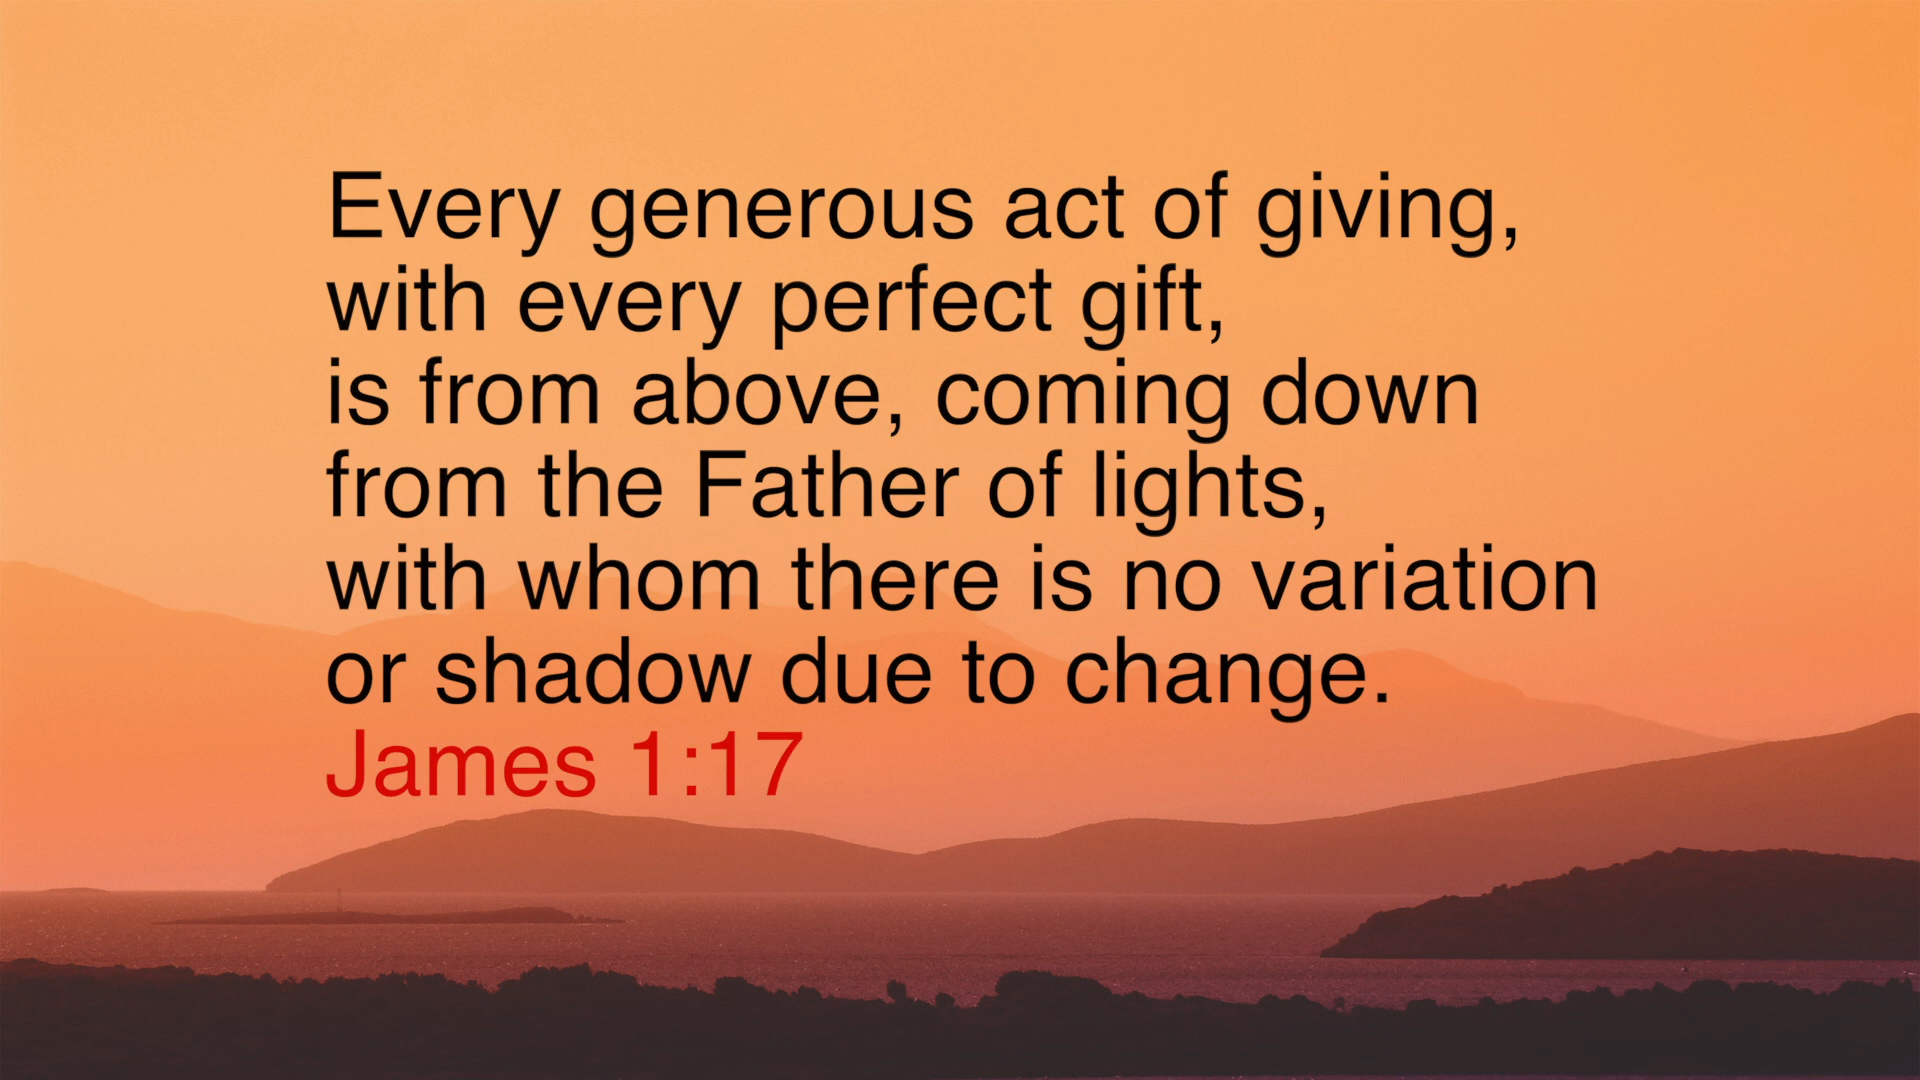 Every generous act of giving,
with every perfect gift,
is from above, coming down
from the Father of lights,
with whom there is no variation
or shadow due to change.
James 1:17